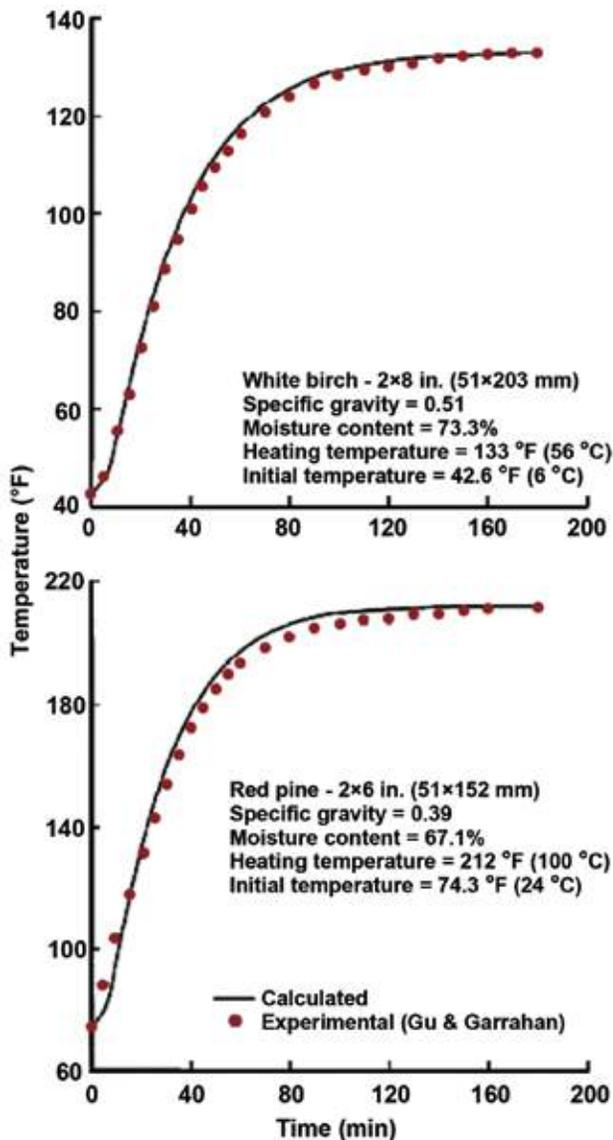 140
120
100
80
60
40
0 40 80 120 160 200
White birch - 2×8 in. (51×203 mm)
Specific gravity = 0.51
Moisture content = 73.3%
Heating temperature = 133 °F (56 °C)
Initial temperature = 42.6 °F (6 °C)
Temperature (°F)
220
180
140
100
60
0 40 80 120 160 200
Red pine - 2×6 in. (51×152 mm)
Specific gravity = 0.39
Moisture content = 67.1%
Heating temperature = 212 °F (100 °C)
Initial temperature = 74.3 °F (24 °C)
Calculated
Experimental (Gu & Garrahan)
Time (min)